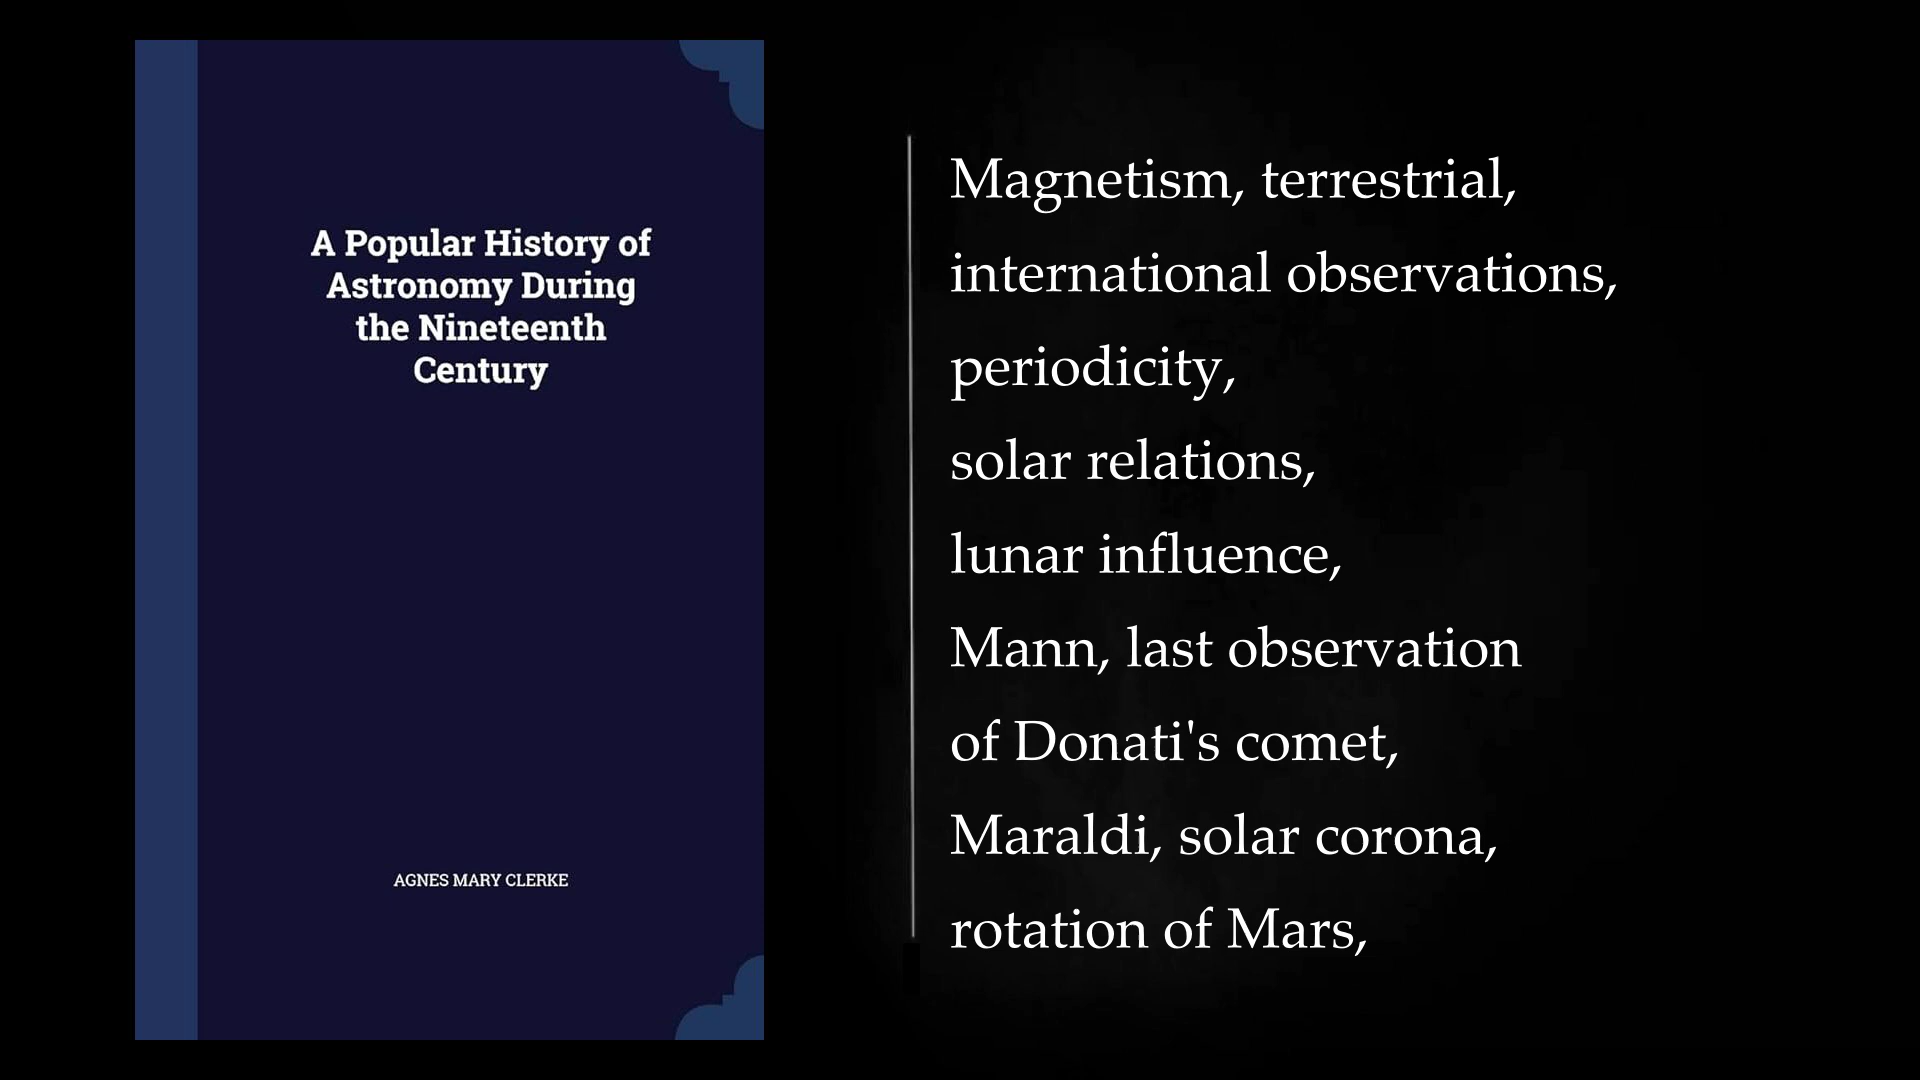 A Popular History of
Astronomy During
the Nineteenth
Century
AGNES MARY CLERKE
Magnetism, terrestrial,
international observations,
periodicity,
solar relations,
lunar influence,
Mann, last observation
of Donati's comet,
Maraldi, solar corona,
rotation of Mars,